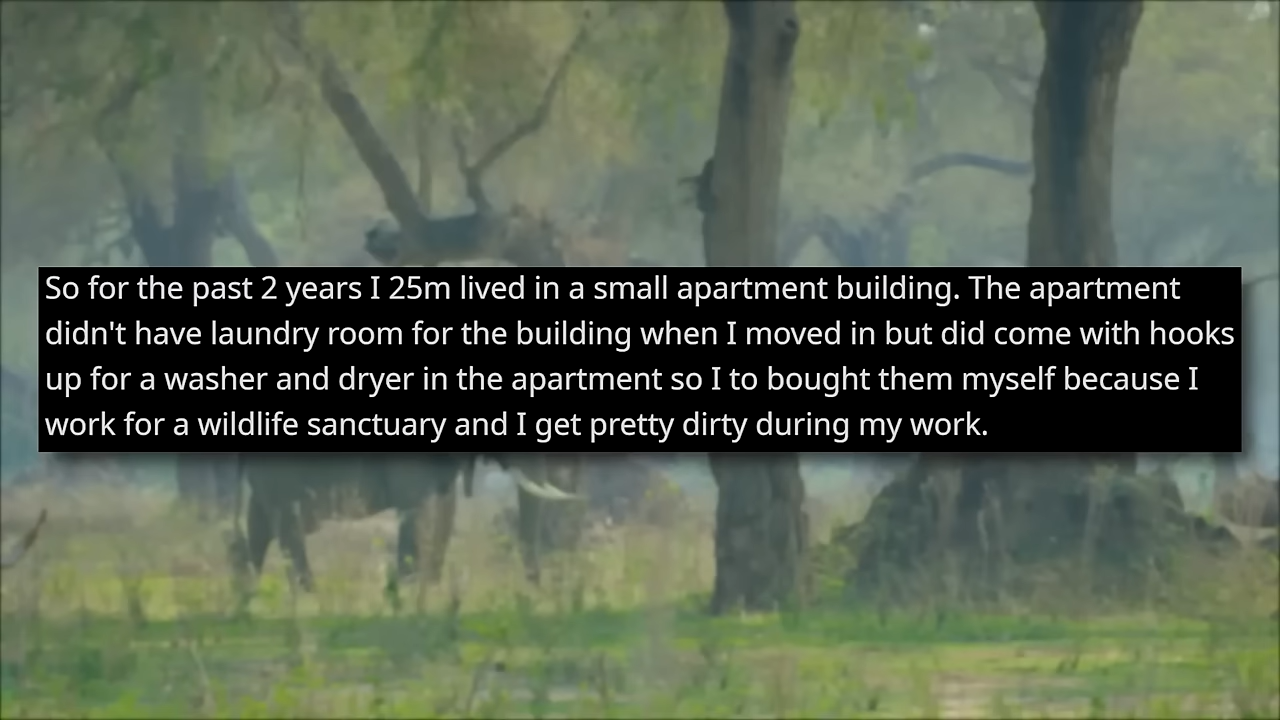 So for the past 2 years I 25m lived in a small apartment building. The apartment
didn't have laundry room for the building when I moved in but did come with hooks
up for a washer and dryer in the apartment so I to bought them myself because I
work for a wildlife sanctuary and I get pretty dirty during my work.